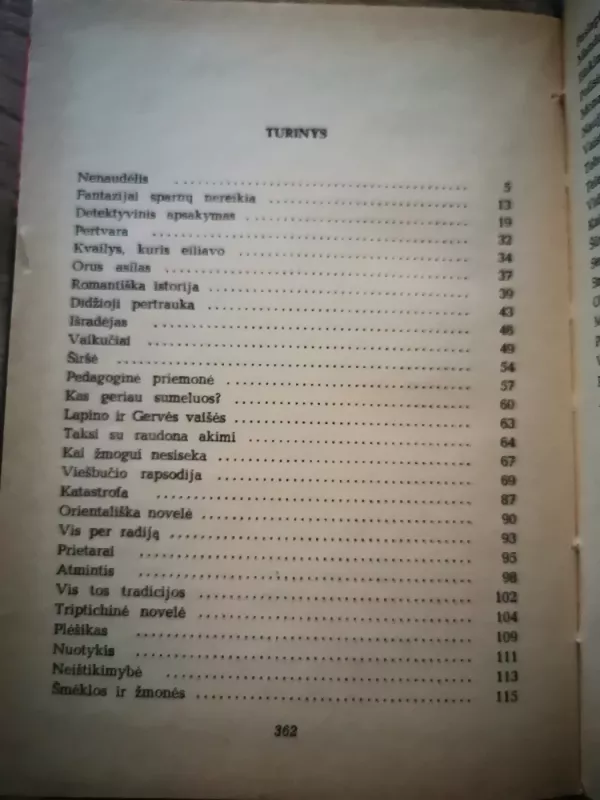 TURINYS
Nenaudėlis 5
Fantazijai sparnų nereikia 13
Detektyvinis apsakymas 19
Pertvara 32
Kvailys, kuris eiliavo 34
Orus asilas 37
Romantiška istorija 39
Didžioji pertrauka 43
Išradėjas 46
Vaikučiai 49
Širšė 54
Pedagoginė priemonė 57
Kas geriau sumeluos? 60
Lapino ir Gervės vaišės 63
Taksi su raudona akimi 64
Kai žmogui nesiseka 67
Viešbučio rapsodija 69
Katastrofa 87
Orientališka novelė 90
Vis per radiją 93
Prietarai 95
Atmintis 98
Vis tos tradicijos 102
Triptichinė novelė 104
Plėšikas 109
Nuotykis 111
Neištikimybė 113
Šmėklos ir žmonės 115
362